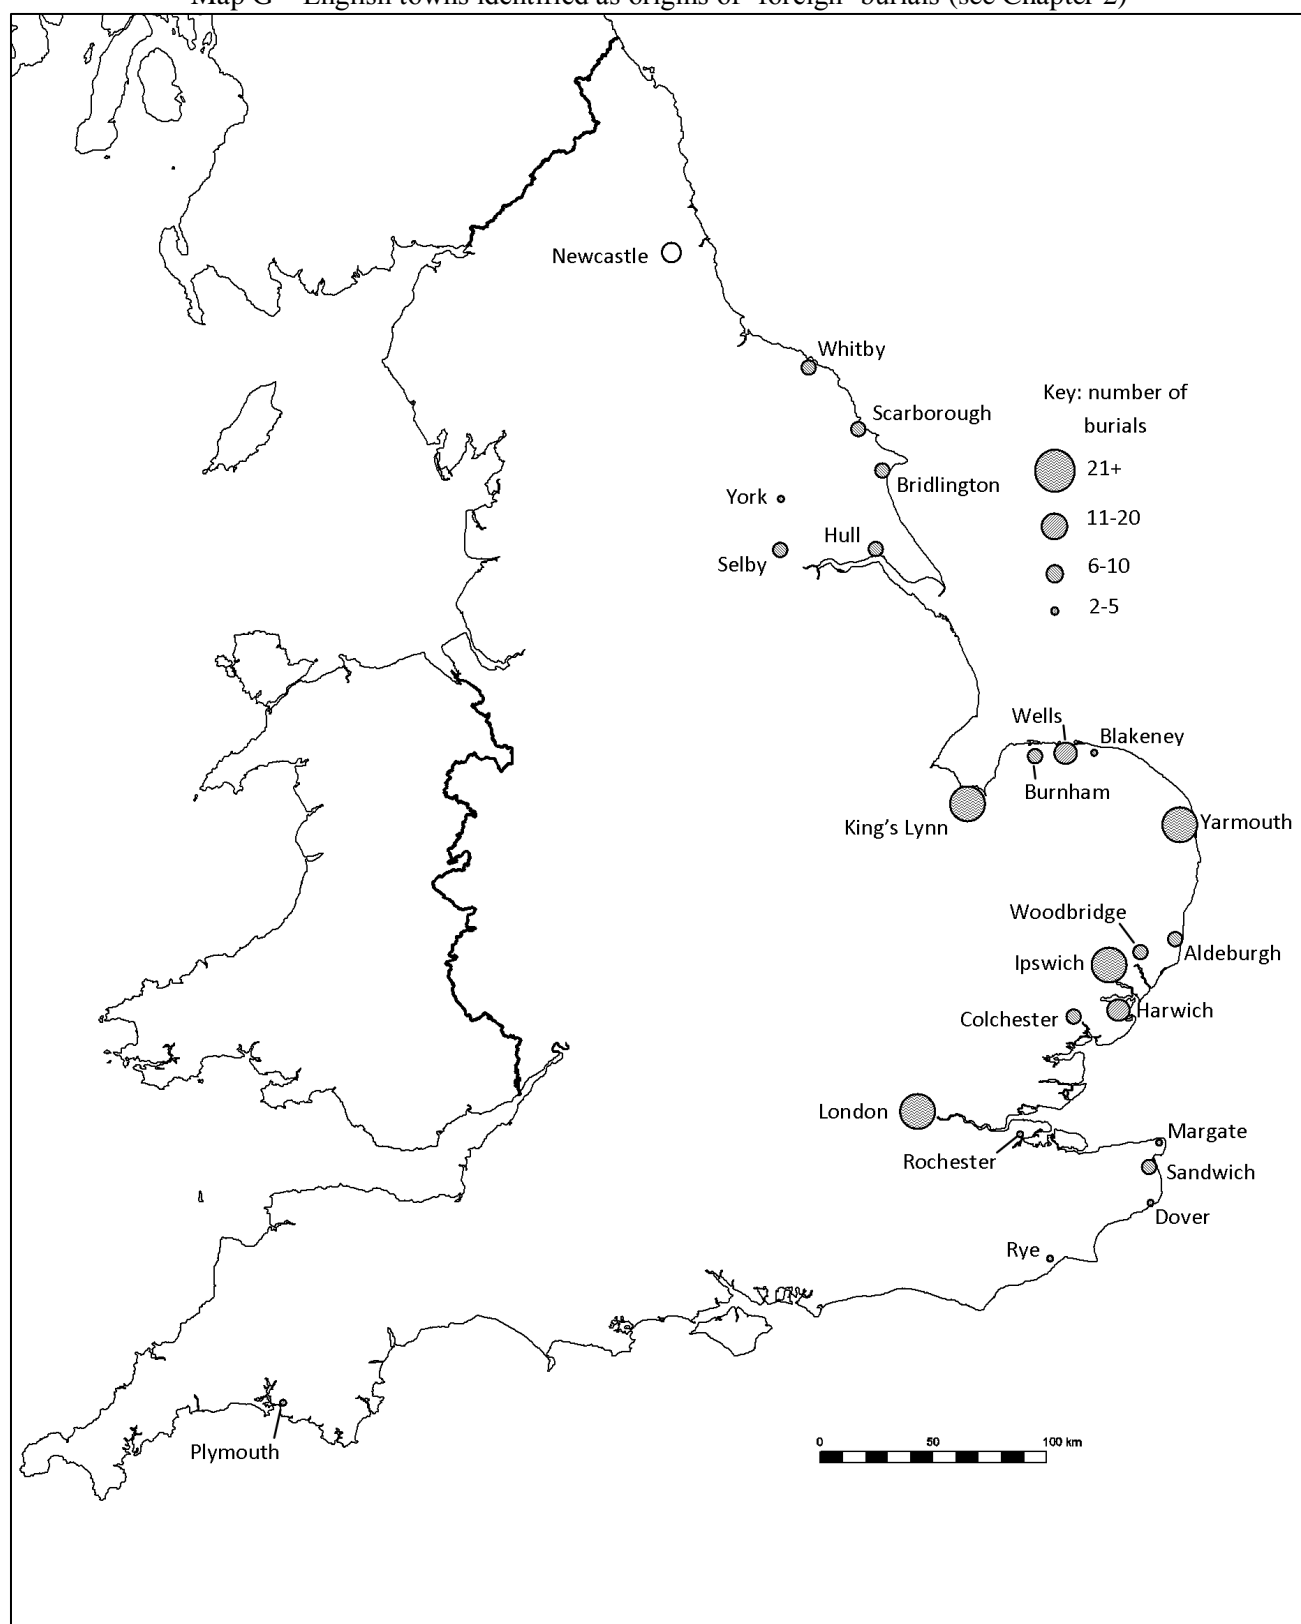 Map G – English towns identified as origins of 'foreign' burials (see Chapter 2)
Newcastle
Whitby
Scarborough
Key: number of
burials
21+
11-20
6-10
2-5
Bridlington
York
Hull
Selby
Wells
Blakeney
Burnham
King's Lynn
Yarmouth
Woodbridge
Ipswich
Aldeburgh
Harwich
Colchester
London
Margate
Rochester
Sandwich
Dover
Rye
Plymouth
0 50 100 km